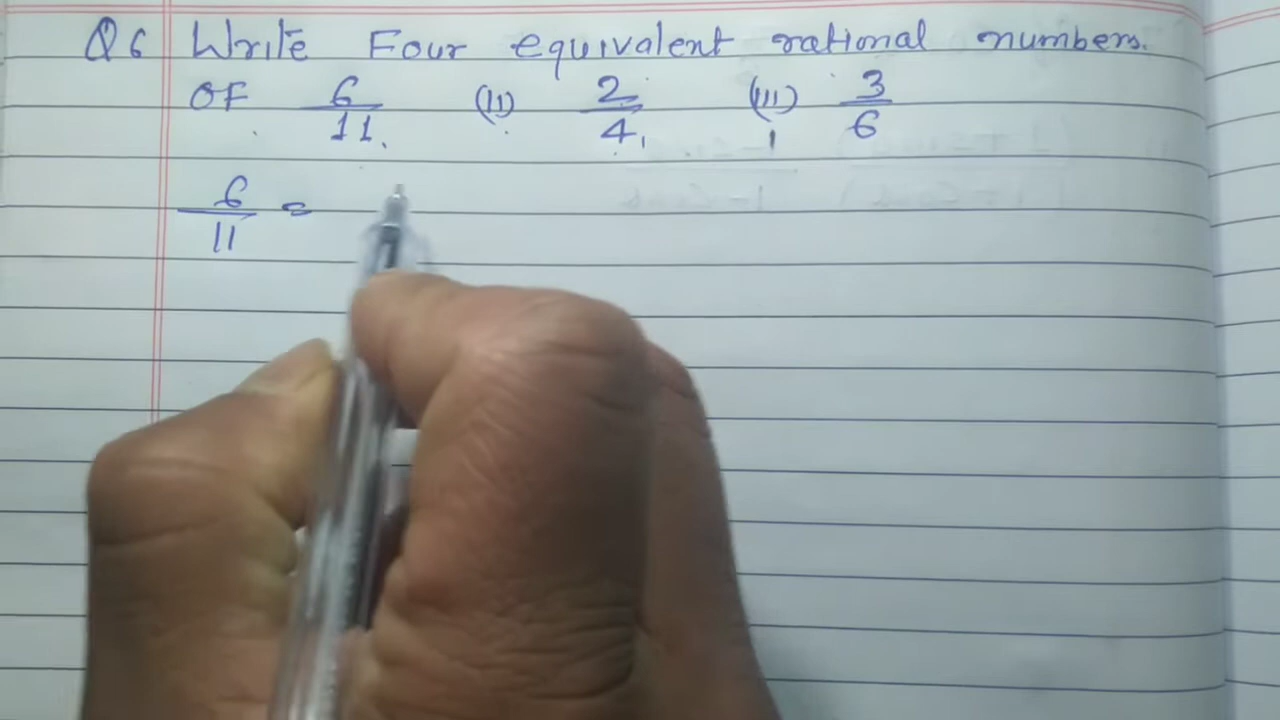 Q6 Write Four equivalent rational numbers.
OF 6/11. (II) 2/4, (III) 3/6
6/11 =